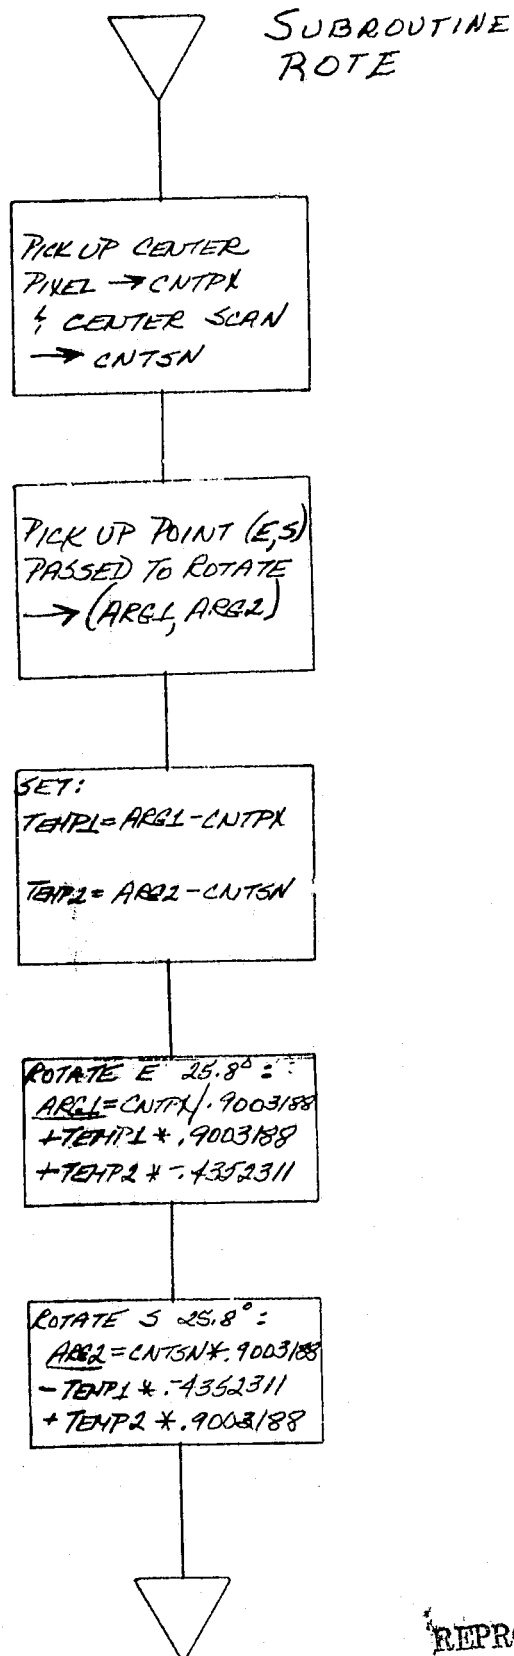 SUBROUTINE
ROTE
PICK UP CENTER
PIXEL → CNTPX
& CENTER SCAN
→ CNTSN
PICK UP POINT (E,S)
PASSED TO ROTATE
→ (ARG1, ARG2)
SET:
TEMP1 = ARG1 - CNTPX
TEMP2 = ARG2 - CNTSN
ROTATE E 25.8°:
ARG1 = CNTPX/.9003188
+TEMP1 * .9003188
+TEMP2 * -.4352311
ROTATE S 25.8°:
ARG2 = CNTSN * .9003188
- TEMP1 * -.4352311
+ TEMP2 * .9003188